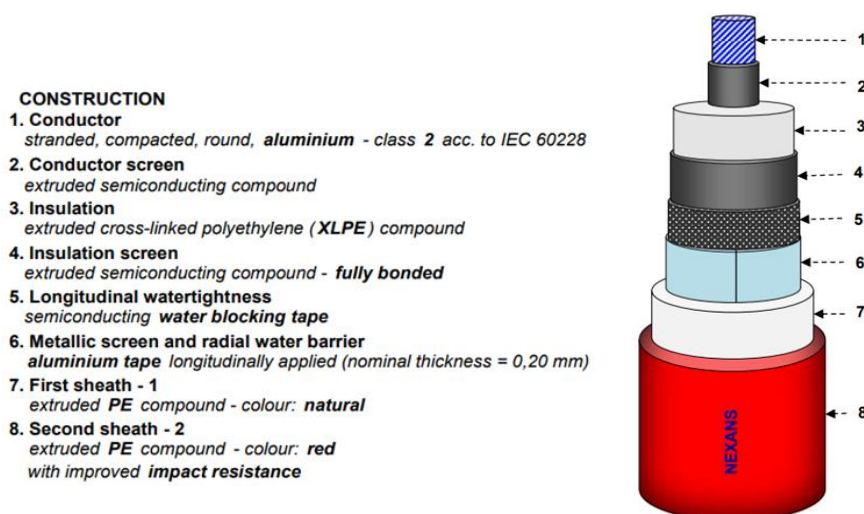 CONSTRUCTION
1. Conductor
stranded, compacted, round, aluminium - class 2 acc. to IEC 60228
2. Conductor screen
extruded semiconducting compound
3. Insulation
extruded cross-linked polyethylene (XLPE) compound
4. Insulation screen
extruded semiconducting compound - fully bonded
5. Longitudinal watertightness
semiconducting water blocking tape
6. Metallic screen and radial water barrier
aluminium tape longitudinally applied (nominal thickness = 0,20 mm)
7. First sheath - 1
extruded PE compound - colour: natural
8. Second sheath - 2
extruded PE compound - colour: red
with improved impact resistance
1
2
3
4
5
6
7
8
NEXANS